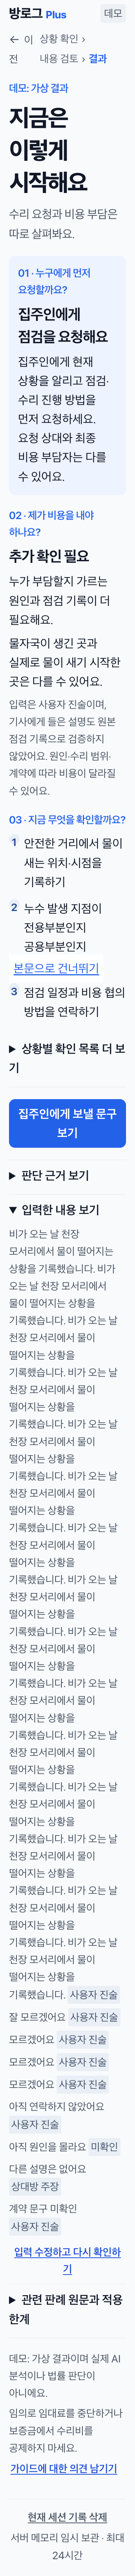 방로그 Plus 데모
← 이전 상황 확인 ›
내용 검토 › 결과
데모: 가상 결과
지금은
이렇게
시작해요
수리 요청과 비용 부담은
따로 살펴봐요.
01 · 누구에게 먼저
요청할까요?
집주인에게
점검을 요청해요
집주인에게 현재
상황을 알리고 점검·
수리 진행 방법을
먼저 요청하세요.
요청 상대와 최종
비용 부담자는 다를
수 있어요.
02 · 제가 비용을 내야
하나요?
추가 확인 필요
누가 부담할지 가르는
원인과 점검 기록이 더
필요해요.
물자국이 생긴 곳과
실제로 물이 새기 시작한
곳은 다를 수 있어요.
입력은 사용자 진술이며,
기사에게 들은 설명도 원본
점검 기록으로 검증하지
않았어요. 원인·수리 범위·
계약에 따라 비용이 달라질
수 있어요.
03 · 지금 무엇을 확인할까요?
1 안전한 거리에서 물이
새는 위치·시점을
기록하기
2 누수 발생 지점이
전용부분인지
공용부분인지
본문으로 건너뛰기
3 점검 일정과 비용 협의
방법을 연락하기
▶ 상황별 확인 목록 더 보
기
집주인에게 보낼 문구
보기
▶ 판단 근거 보기
▼ 입력한 내용 보기
비가 오는 날 천장
모서리에서 물이 떨어지는
상황을 기록했습니다. 비가
오는 날 천장 모서리에서
물이 떨어지는 상황을
기록했습니다. 비가 오는 날
천장 모서리에서 물이
떨어지는 상황을
기록했습니다. 비가 오는 날
천장 모서리에서 물이
떨어지는 상황을
기록했습니다. 비가 오는 날
천장 모서리에서 물이
떨어지는 상황을
기록했습니다. 비가 오는 날
천장 모서리에서 물이
떨어지는 상황을
기록했습니다. 비가 오는 날
천장 모서리에서 물이
떨어지는 상황을
기록했습니다. 비가 오는 날
천장 모서리에서 물이
떨어지는 상황을
기록했습니다. 비가 오는 날
천장 모서리에서 물이
떨어지는 상황을
기록했습니다. 비가 오는 날
천장 모서리에서 물이
떨어지는 상황을
기록했습니다. 비가 오는 날
천장 모서리에서 물이
떨어지는 상황을
기록했습니다. 비가 오는 날
천장 모서리에서 물이
떨어지는 상황을
기록했습니다. 비가 오는 날
천장 모서리에서 물이
떨어지는 상황을
기록했습니다. 비가 오는 날
천장 모서리에서 물이
떨어지는 상황을
기록했습니다. 비가 오는 날
천장 모서리에서 물이
떨어지는 상황을
기록했습니다. 사용자 진술
잘 모르겠어요 사용자 진술
모르겠어요 사용자 진술
모르겠어요 사용자 진술
모르겠어요 사용자 진술
아직 연락하지 않았어요
사용자 진술
아직 원인을 몰라요 미확인
다른 설명은 없어요
상대방 주장
계약 문구 미확인
사용자 진술
입력 수정하고 다시 확인하
기
▶ 관련 판례 원문과 적용
한계
데모: 가상 결과이며 실제 AI
분석이나 법률 판단이
아니에요.
임의로 임대료를 중단하거나
보증금에서 수리비를
공제하지 마세요.
가이드에 대한 의견 남기기
현재 세션 기록 삭제
서버 메모리 임시 보관 · 최대
24시간